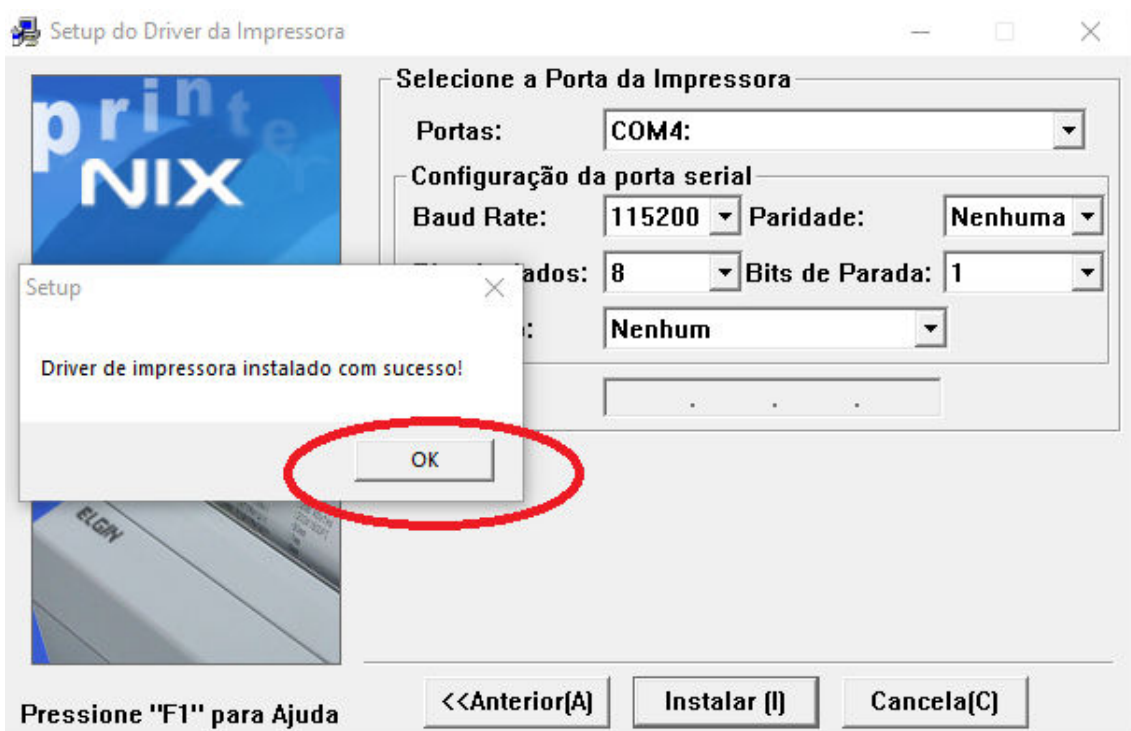 Setup do Driver da Impressora
printer
NIX
Selecione a Porta da Impressora
Portas: COM4:
Configuração da porta serial
Baud Rate: 115200 Paridade: Nenhuma
ados: 8 Bits de Parada: 1
: Nenhum
. . .
Setup
Driver de impressora instalado com sucesso!
OK
ELGIN
<<Anterior(A) Instalar (I) Cancela(C)
Pressione "F1" para Ajuda